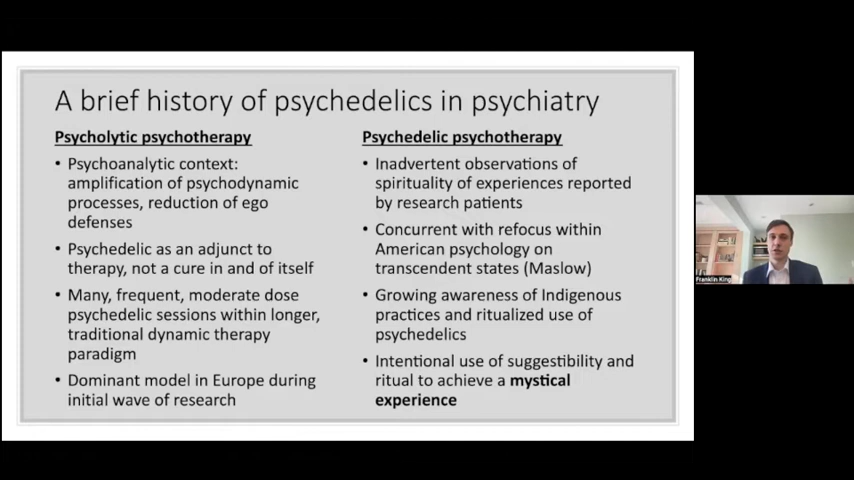 A brief history of psychedelics in psychiatry
Psycholytic psychotherapy
• Psychoanalytic context:
amplification of psychodynamic
processes, reduction of ego
defenses
• Psychedelic as an adjunct to
therapy, not a cure in and of itself
• Many, frequent, moderate dose
psychedelic sessions within longer,
traditional dynamic therapy
paradigm
• Dominant model in Europe during
initial wave of research
Psychedelic psychotherapy
• Inadvertent observations of
spirituality of experiences reported
by research patients
• Concurrent with refocus within
American psychology on
transcendent states (Maslow)
• Growing awareness of Indigenous
practices and ritualized use of
psychedelics
• Intentional use of suggestibility and
ritual to achieve a mystical
experience
Franklin King